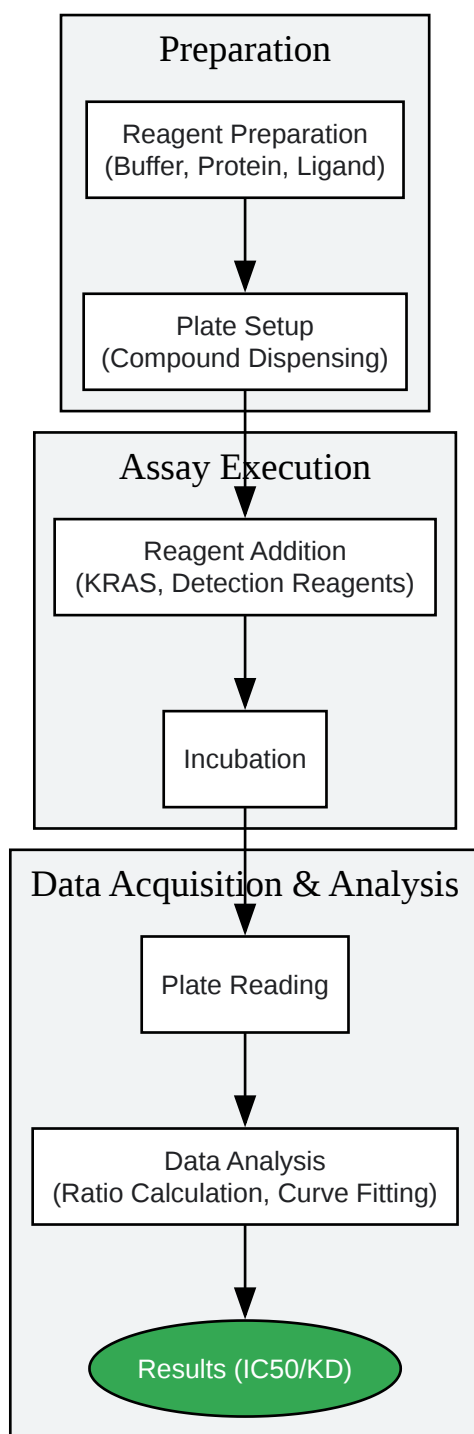 Preparation
Reagent Preparation
(Buffer, Protein, Ligand)
Plate Setup
(Compound Dispensing)
Assay Execution
Reagent Addition
(KRAS, Detection Reagents)
Incubation
Data Acquisition & Analysis
Plate Reading
Data Analysis
(Ratio Calculation, Curve Fitting)
Results (IC50/KD)